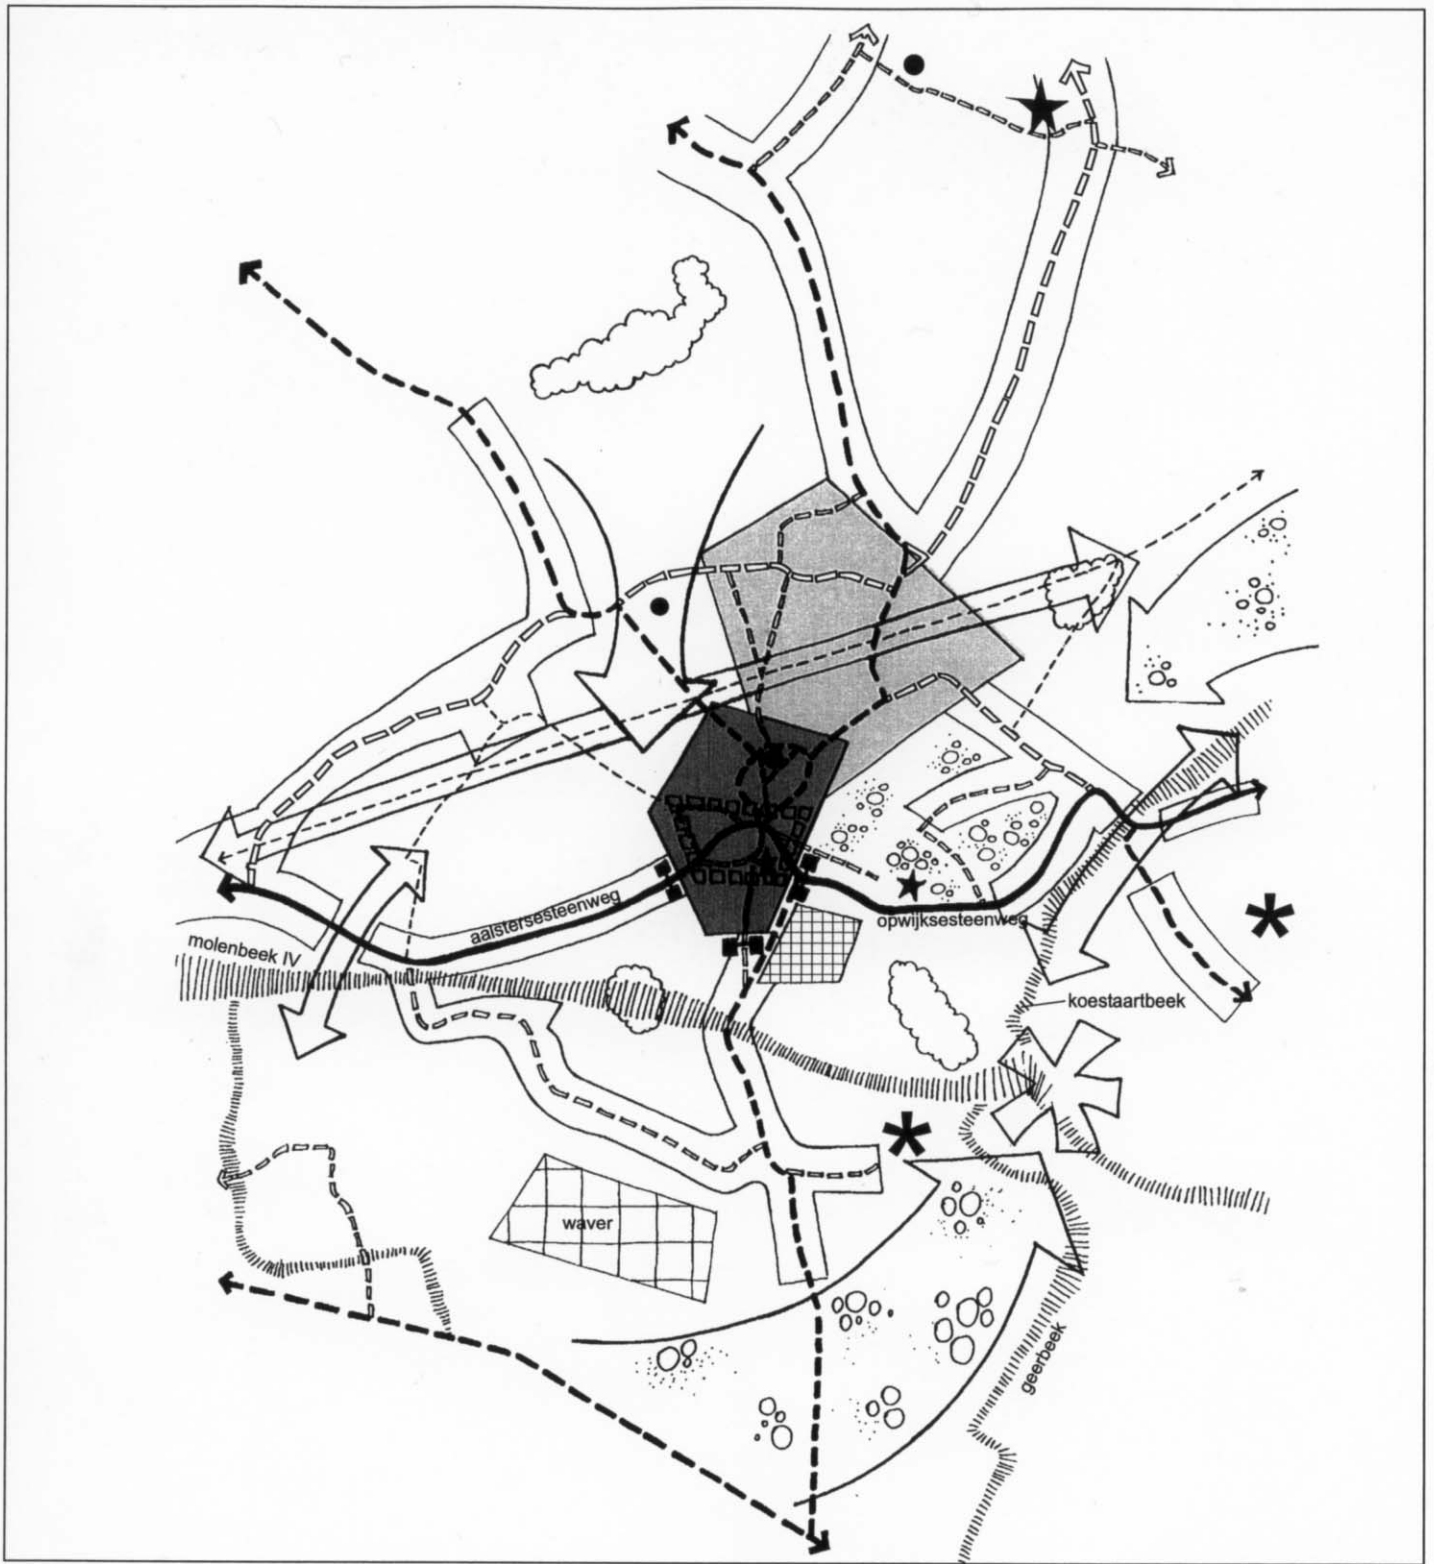 aalstersesteenweg
opwijksesteenweg
molenbeek IV
koestaartbeek
waver
geerbeek